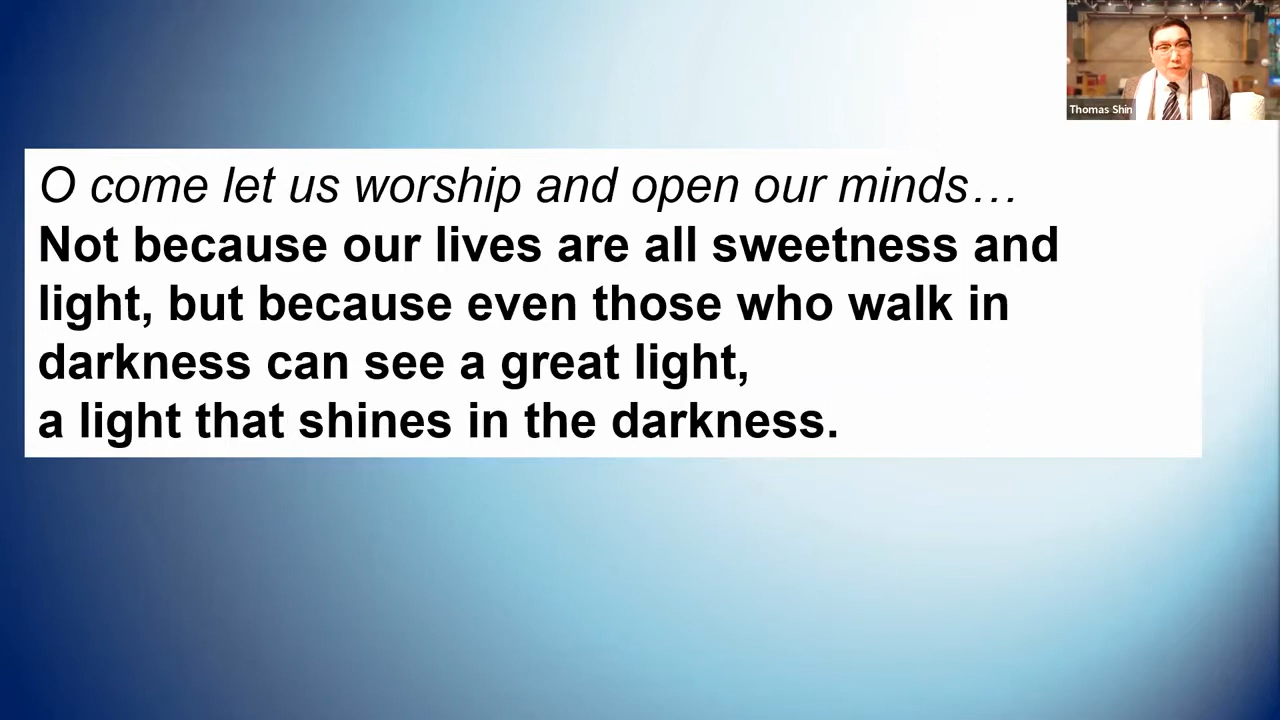 Thomas Shin
O come let us worship and open our minds…
Not because our lives are all sweetness and
light, but because even those who walk in
darkness can see a great light,
a light that shines in the darkness.